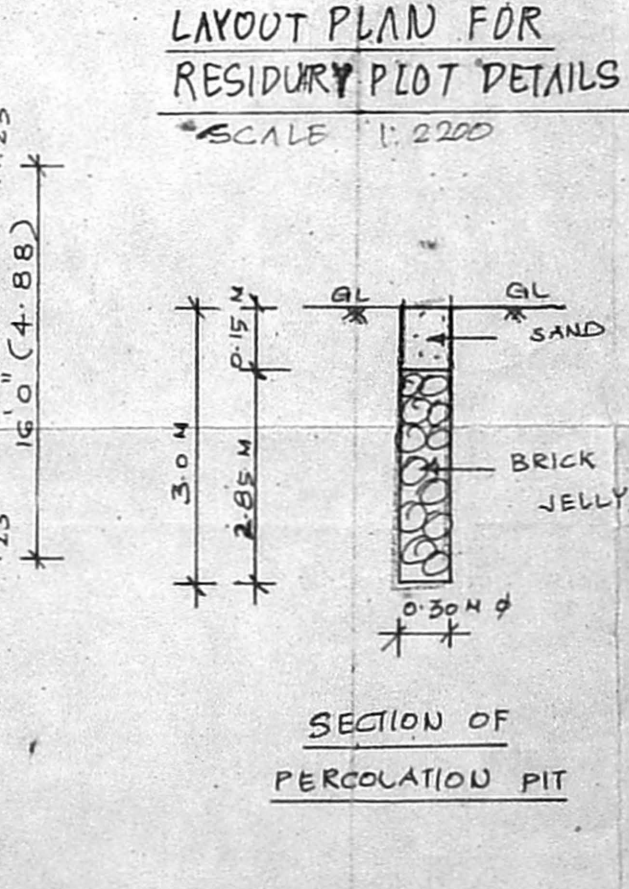 LAYOUT PLAN FOR
RESIDURY PLOT DETAILS
SCALE 1:2200
16'0" (4.88)
GL
GL
0.15 M
SAND
3.0 M
2.85 M
BRICK
JELLY
0.30 M ϕ
SECTION OF
PERCOLATION PIT